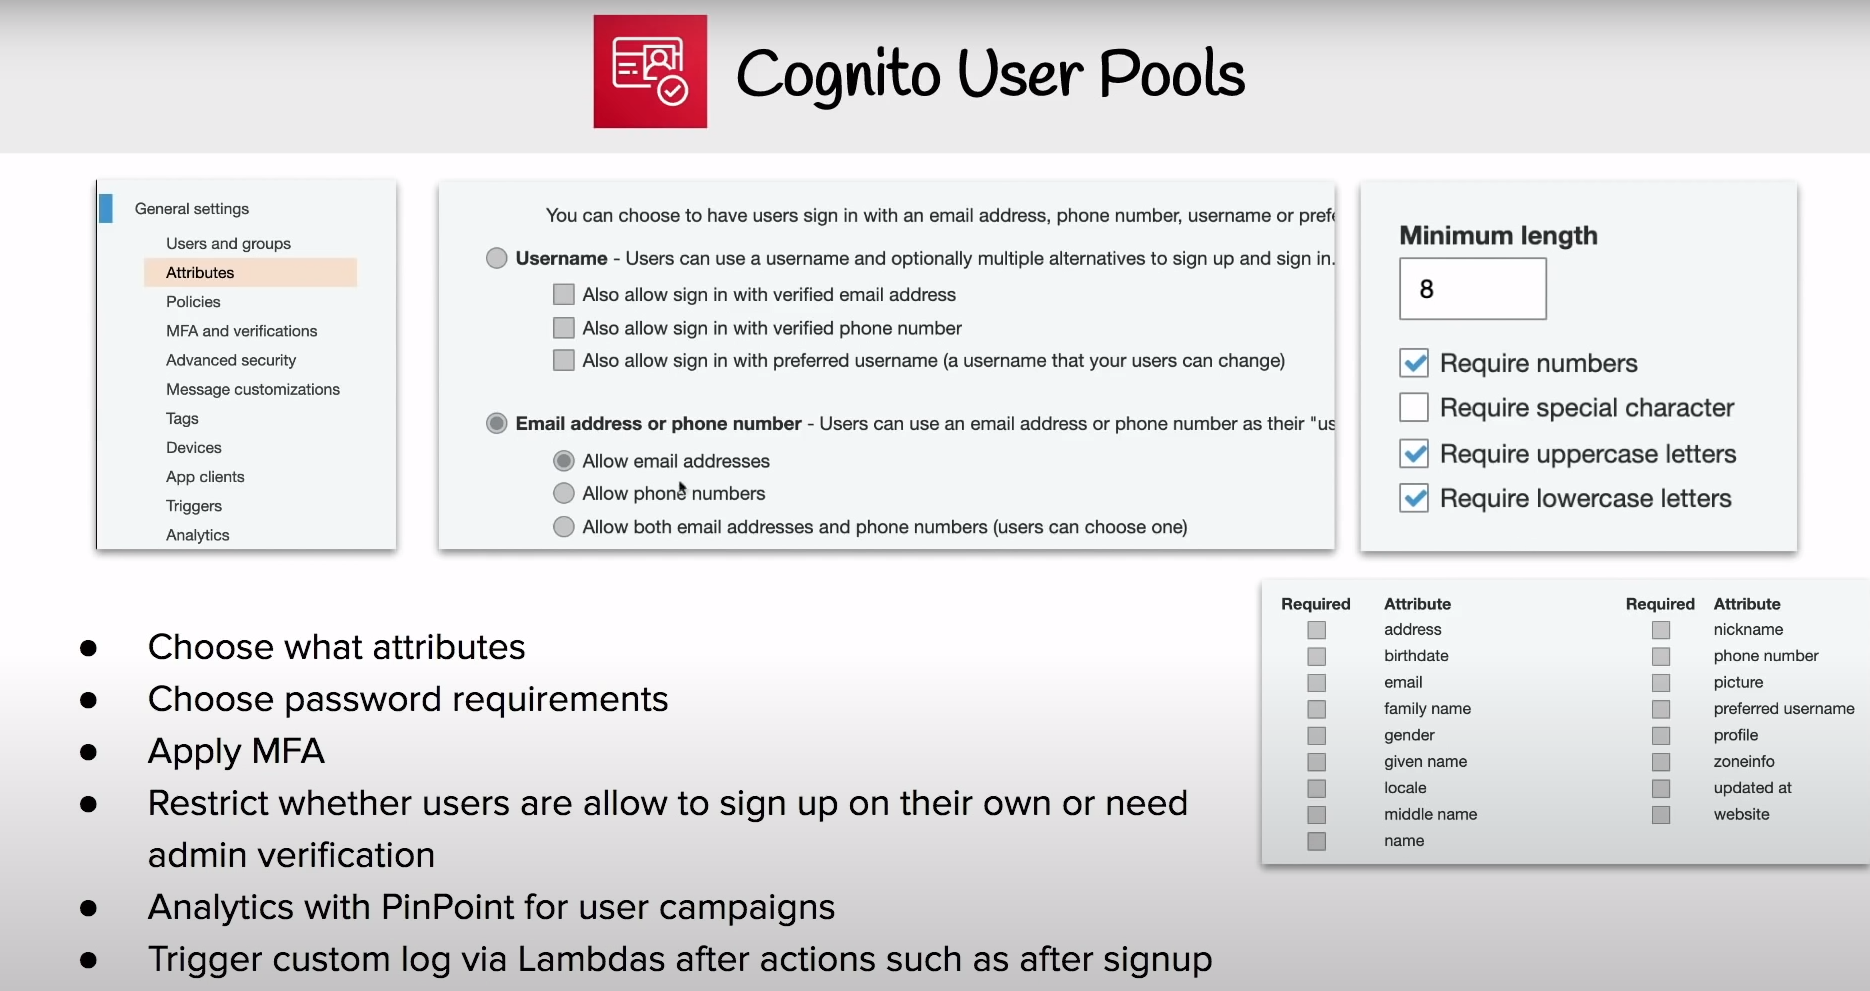 Cognito User Pools
General settings
Users and groups
Attributes
Policies
MFA and verifications
Advanced security
Message customizations
Tags
Devices
App clients
Triggers
Analytics
You can choose to have users sign in with an email address, phone number, username or prefe
Username - Users can use a username and optionally multiple alternatives to sign up and sign in.
Also allow sign in with verified email address
Also allow sign in with verified phone number
Also allow sign in with preferred username (a username that your users can change)
Email address or phone number - Users can use an email address or phone number as their "us
Allow email addresses
Allow phone numbers
Allow both email addresses and phone numbers (users can choose one)
Minimum length
8
Require numbers
Require special character
Require uppercase letters
Require lowercase letters
Required Attribute Required Attribute
address nickname
birthdate phone number
email picture
family name preferred username
gender profile
given name zoneinfo
locale updated at
middle name website
name
● Choose what attributes
● Choose password requirements
● Apply MFA
● Restrict whether users are allow to sign up on their own or need
admin verification
● Analytics with PinPoint for user campaigns
● Trigger custom log via Lambdas after actions such as after signup